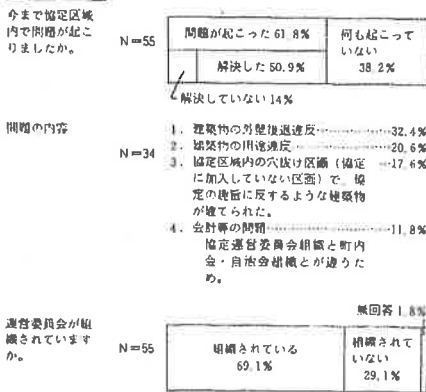 今まで協定区域
内で問題が起こ
りましたか。
N=55
問題が起こった 61.8%
何も起こって
いない
38.2%
解決した 50.9%
解決していない 14%
問題の内容
N=34
1. 建築物の外壁後退違反……………32.4%
2. 建築物の用途違反……………20.6%
3. 協定区域内の穴抜け区画(協定 …17.6%
に加入していない区画)で、協
定の趣旨に反するような建築物
が建てられた。
4. 会計等の問題……………11.8%
協定運営委員会組織と町内
会・自治会組織とが違うた
め。
無回答 1.8%
運営委員会が組
織されています
か。
N=55
組織されている
69.1%
組織されて
いない
29.1%